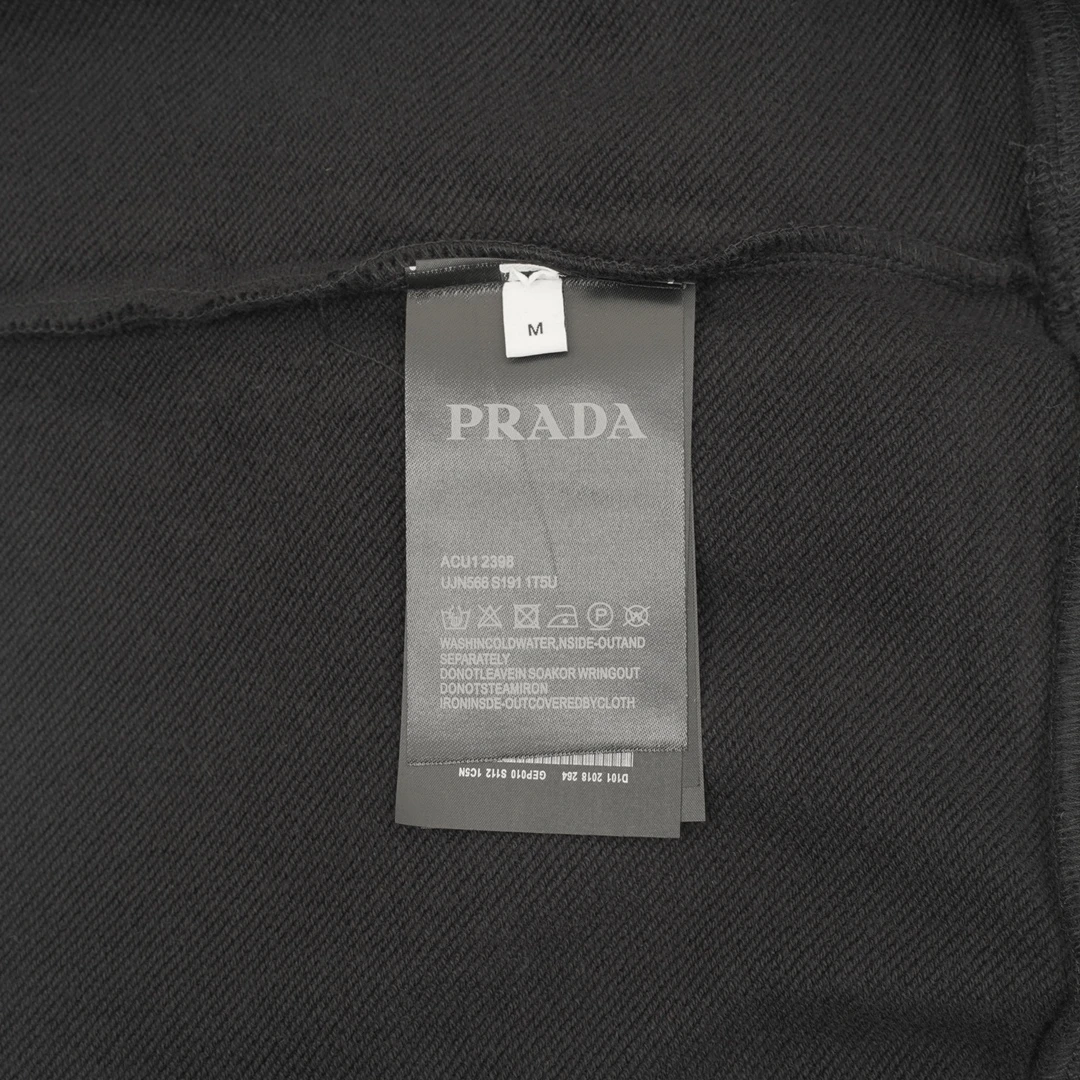 M
PRADA
ACU1 2398
UJN566 S191 1T5U
P
W
WASHINCOLDWATER,NSIDE-OUTAND
SEPARATELY
DONOTLEAVEIN SOAKOR WRINGOUT
DONOTSTEAMIRON
IRONINSDE-OUTCOVEREDBYCLOTH
D101 2018 264 GEP010 S112 1C5N